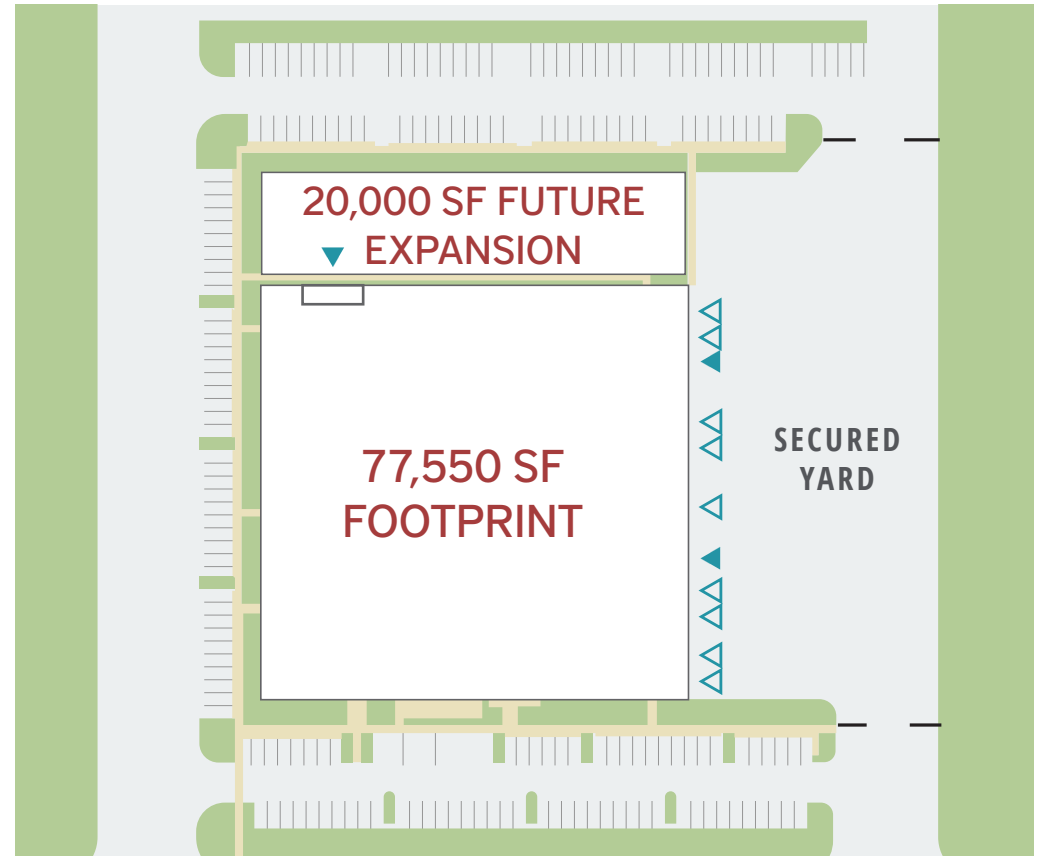 20,000 SF FUTURE
EXPANSION
77,550 SF
FOOTPRINT
SECURED
YARD